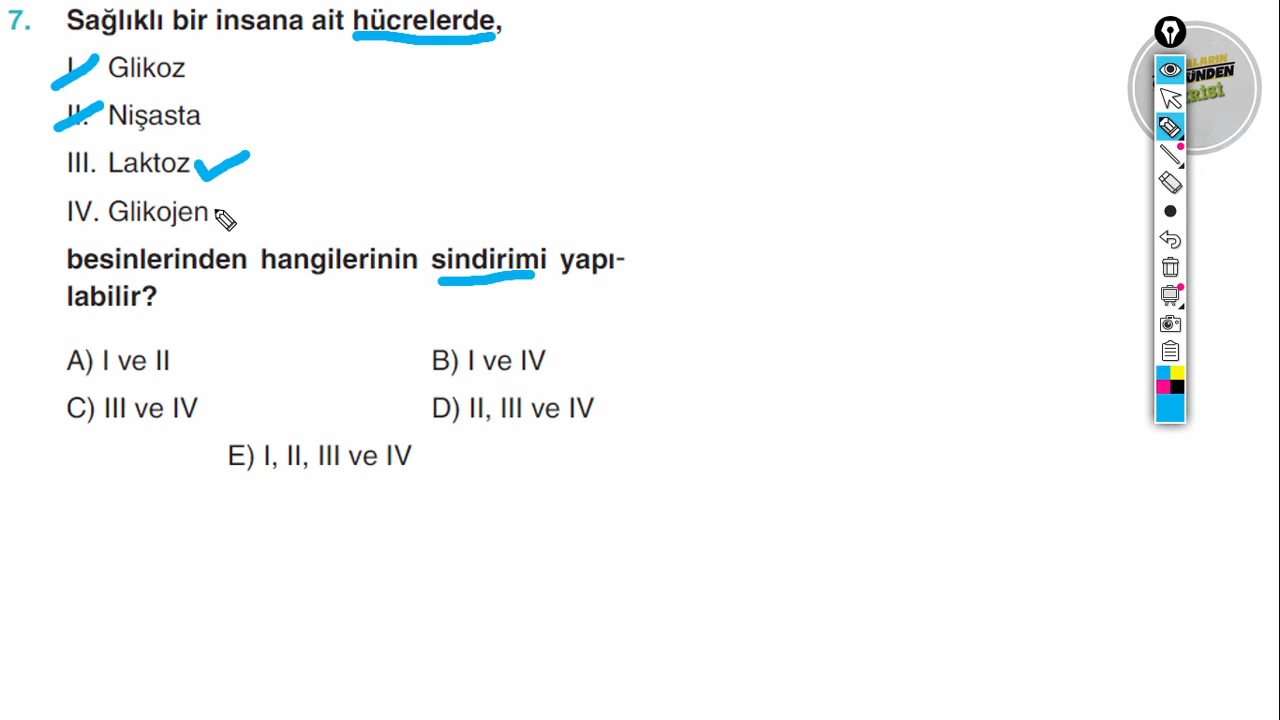 7. Sağlıklı bir insana ait hücrelerde,
I. Glikoz
II. Nişasta
III. Laktoz
IV. Glikojen
besinlerinden hangilerinin sindirimi yapı-
labilir?
A) I ve II B) I ve IV
C) III ve IV D) II, III ve IV
E) I, II, III ve IV